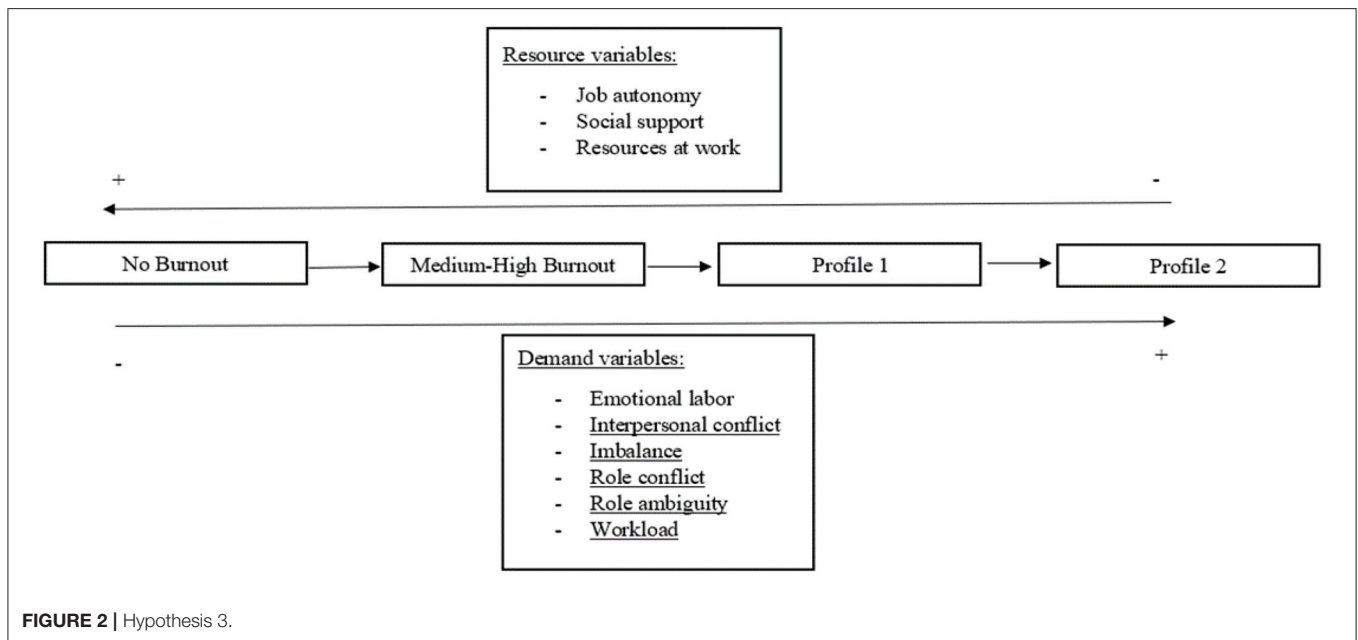 Resource variables:
- Job autonomy
- Social support
- Resources at work
+ -
No Burnout Medium-High Burnout Profile 1 Profile 2
- +
Demand variables:
- Emotional labor
- Interpersonal conflict
- Imbalance
- Role conflict
- Role ambiguity
- Workload
FIGURE 2 | Hypothesis 3.